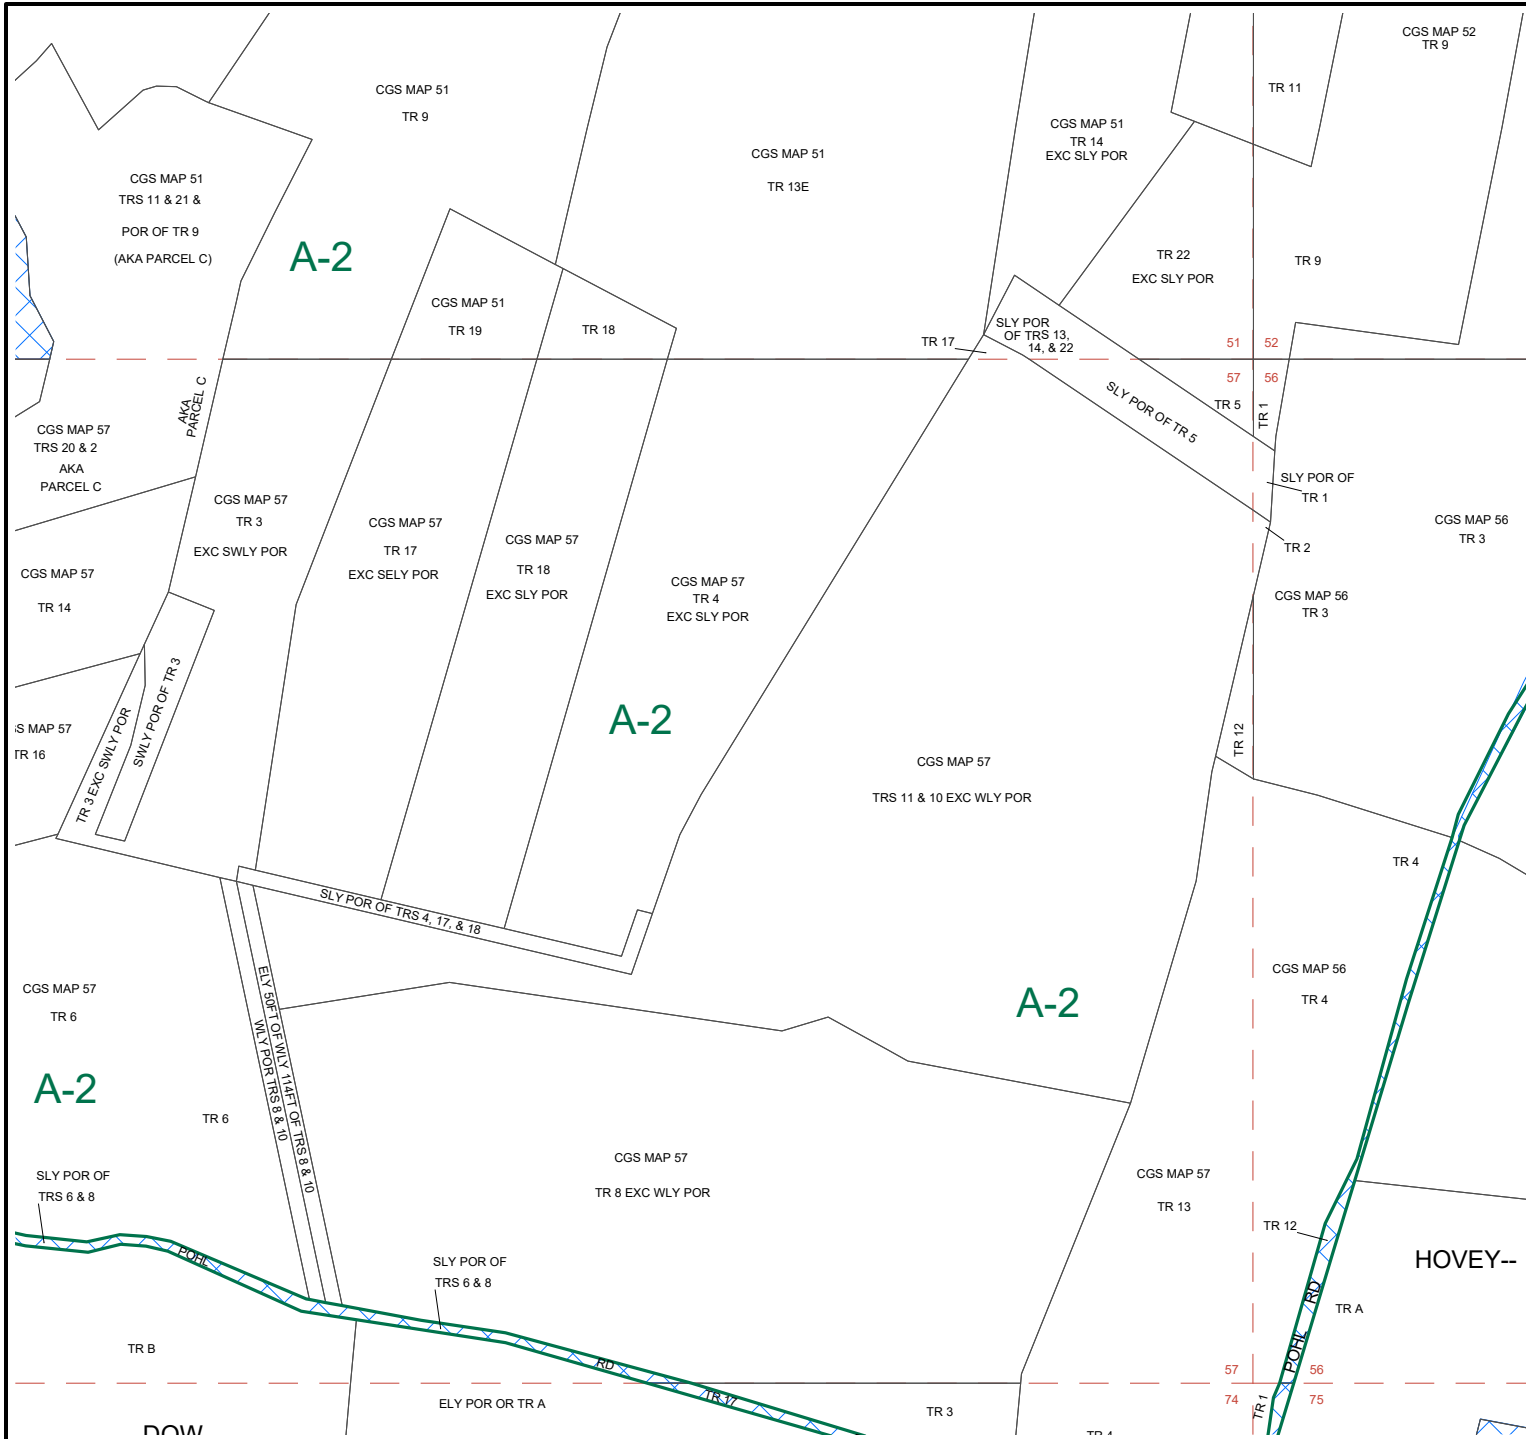 CGS MAP 52
TR 9
CGS MAP 51
TR 9
TR 11
CGS MAP 51
TR 14
EXC SLY POR
CGS MAP 51
TR 13E
CGS MAP 51
TRS 11 & 21 &
POR OF TR 9
(AKA PARCEL C)
A-2
TR 22
EXC SLY POR
TR 9
CGS MAP 51
TR 19
TR 18
SLY POR
OF TRS 13,
14, & 22
TR 17
51
52
57
56
AKA
PARCEL C
SLY POR OF TR 5
TR 5
TR 1
CGS MAP 57
TRS 20 & 2
AKA
PARCEL C
SLY POR OF
TR 1
CGS MAP 57
TR 3
EXC SWLY POR
CGS MAP 57
TR 17
EXC SELY POR
CGS MAP 57
TR 18
EXC SLY POR
CGS MAP 56
TR 3
TR 2
CGS MAP 57
TR 14
CGS MAP 57
TR 4
EXC SLY POR
CGS MAP 56
TR 3
SWLY POR OF TR 3
TR 3 EXC SWLY POR
A-2
S MAP 57
TR 16
TR 12
CGS MAP 57
TRS 11 & 10 EXC WLY POR
TR 4
SLY POR OF TRS 4, 17, & 18
CGS MAP 57
TR 6
ELY 50FT OF WLY 114FT OF TRS 8 & 10
WLY POR TRS 8 & 10
A-2
CGS MAP 56
TR 4
A-2
TR 6
CGS MAP 57
TR 8 EXC WLY POR
SLY POR OF
TRS 6 & 8
CGS MAP 57
TR 13
TR 12
POHL
SLY POR OF
TRS 6 & 8
HOVEY--
RD
POHL
TR A
TR B
RD
57
56
TR 17
ELY POR OR TR A
TR 3
74
75
TR 1
DOW
TR 4